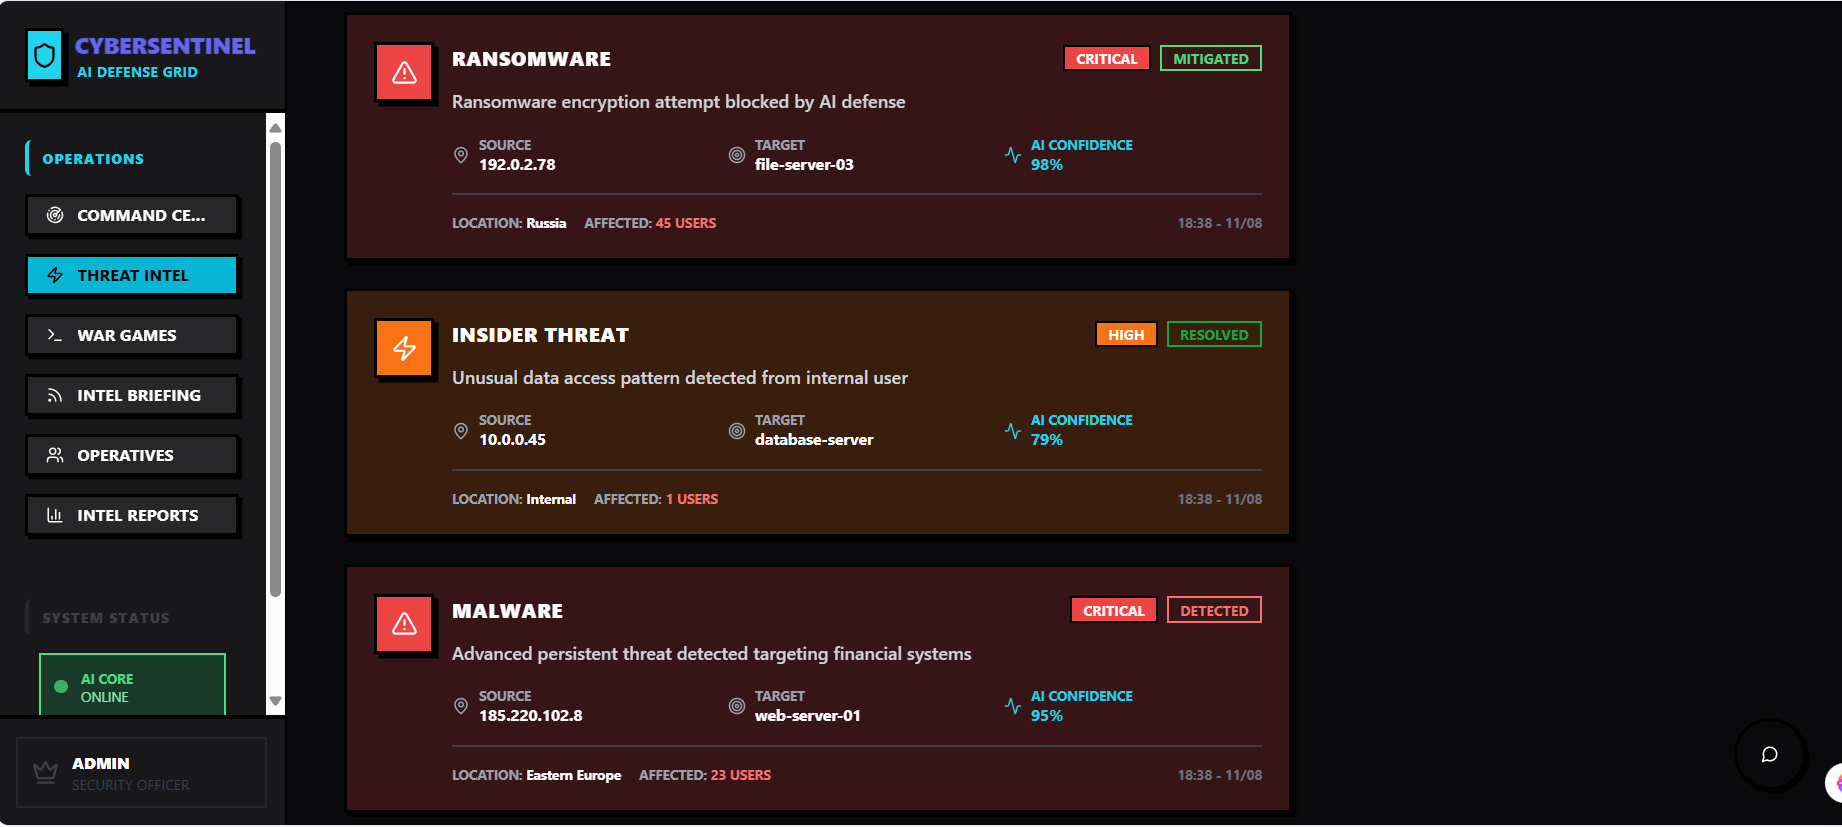 CYBERSENTINEL
AI DEFENSE GRID
OPERATIONS
COMMAND CE...
THREAT INTEL
WAR GAMES
INTEL BRIEFING
OPERATIVES
INTEL REPORTS
SYSTEM STATUS
AI CORE
ONLINE
ADMIN
SECURITY OFFICER
RANSOMWARE
CRITICAL
MITIGATED
Ransomware encryption attempt blocked by AI defense
SOURCE
192.0.2.78
TARGET
file-server-03
AI CONFIDENCE
98%
LOCATION: Russia AFFECTED: 45 USERS 18:38 - 11/08
INSIDER THREAT
HIGH
RESOLVED
Unusual data access pattern detected from internal user
SOURCE
10.0.0.45
TARGET
database-server
AI CONFIDENCE
79%
LOCATION: Internal AFFECTED: 1 USERS 18:38 - 11/08
MALWARE
CRITICAL
DETECTED
Advanced persistent threat detected targeting financial systems
SOURCE
185.220.102.8
TARGET
web-server-01
AI CONFIDENCE
95%
LOCATION: Eastern Europe AFFECTED: 23 USERS 18:38 - 11/08